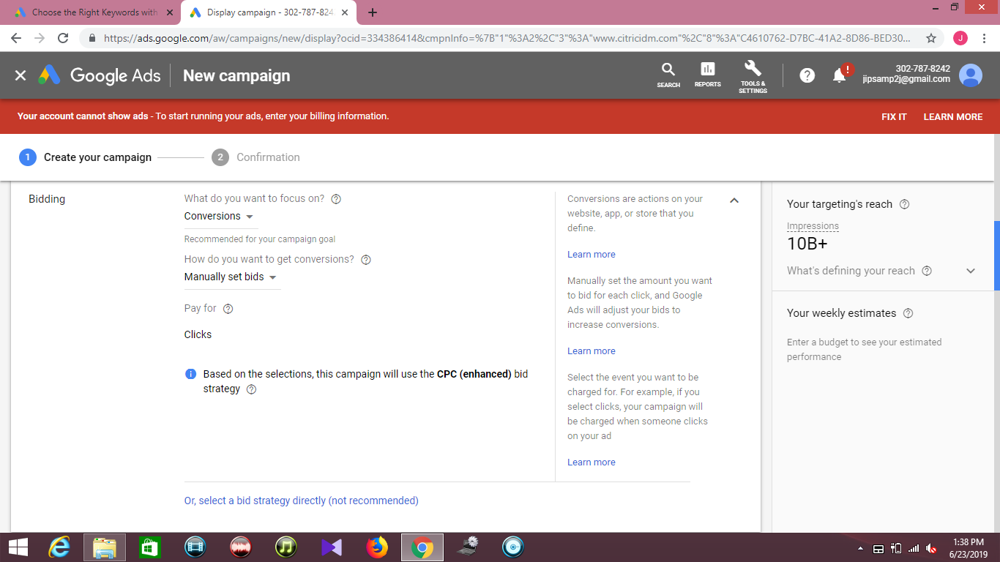 Choose the Right Keywords with
Display campaign - 302-787-824
https://ads.google.com/aw/campaigns/new/display?ocid=334386414&cmpnInfo=%7B"1"%3A2%2C"3"%3A"www.citricidm.com"%2C"8"%3A"C4610762-D7BC-41A2-8D86-BED30...
J
Google Ads
New campaign
SEARCH
REPORTS
TOOLS &
SETTINGS
302-787-8242
jipsamp2j@gmail.com
Your account cannot show ads - To start running your ads, enter your billing information.
FIX IT
LEARN MORE
1 Create your campaign
2 Confirmation
Bidding
What do you want to focus on?
Conversions
Recommended for your campaign goal
How do you want to get conversions?
Manually set bids
Pay for
Clicks
Based on the selections, this campaign will use the CPC (enhanced) bid
strategy
Or, select a bid strategy directly (not recommended)
Conversions are actions on your
website, app, or store that you
define.
Learn more
Manually set the amount you want
to bid for each click, and Google
Ads will adjust your bids to
increase conversions.
Learn more
Select the event you want to be
charged for. For example, if you
select clicks, your campaign will
be charged when someone clicks
on your ad
Learn more
Your targeting's reach
Impressions
10B+
What's defining your reach
Your weekly estimates
Enter a budget to see your estimated
performance
1:38 PM
6/23/2019